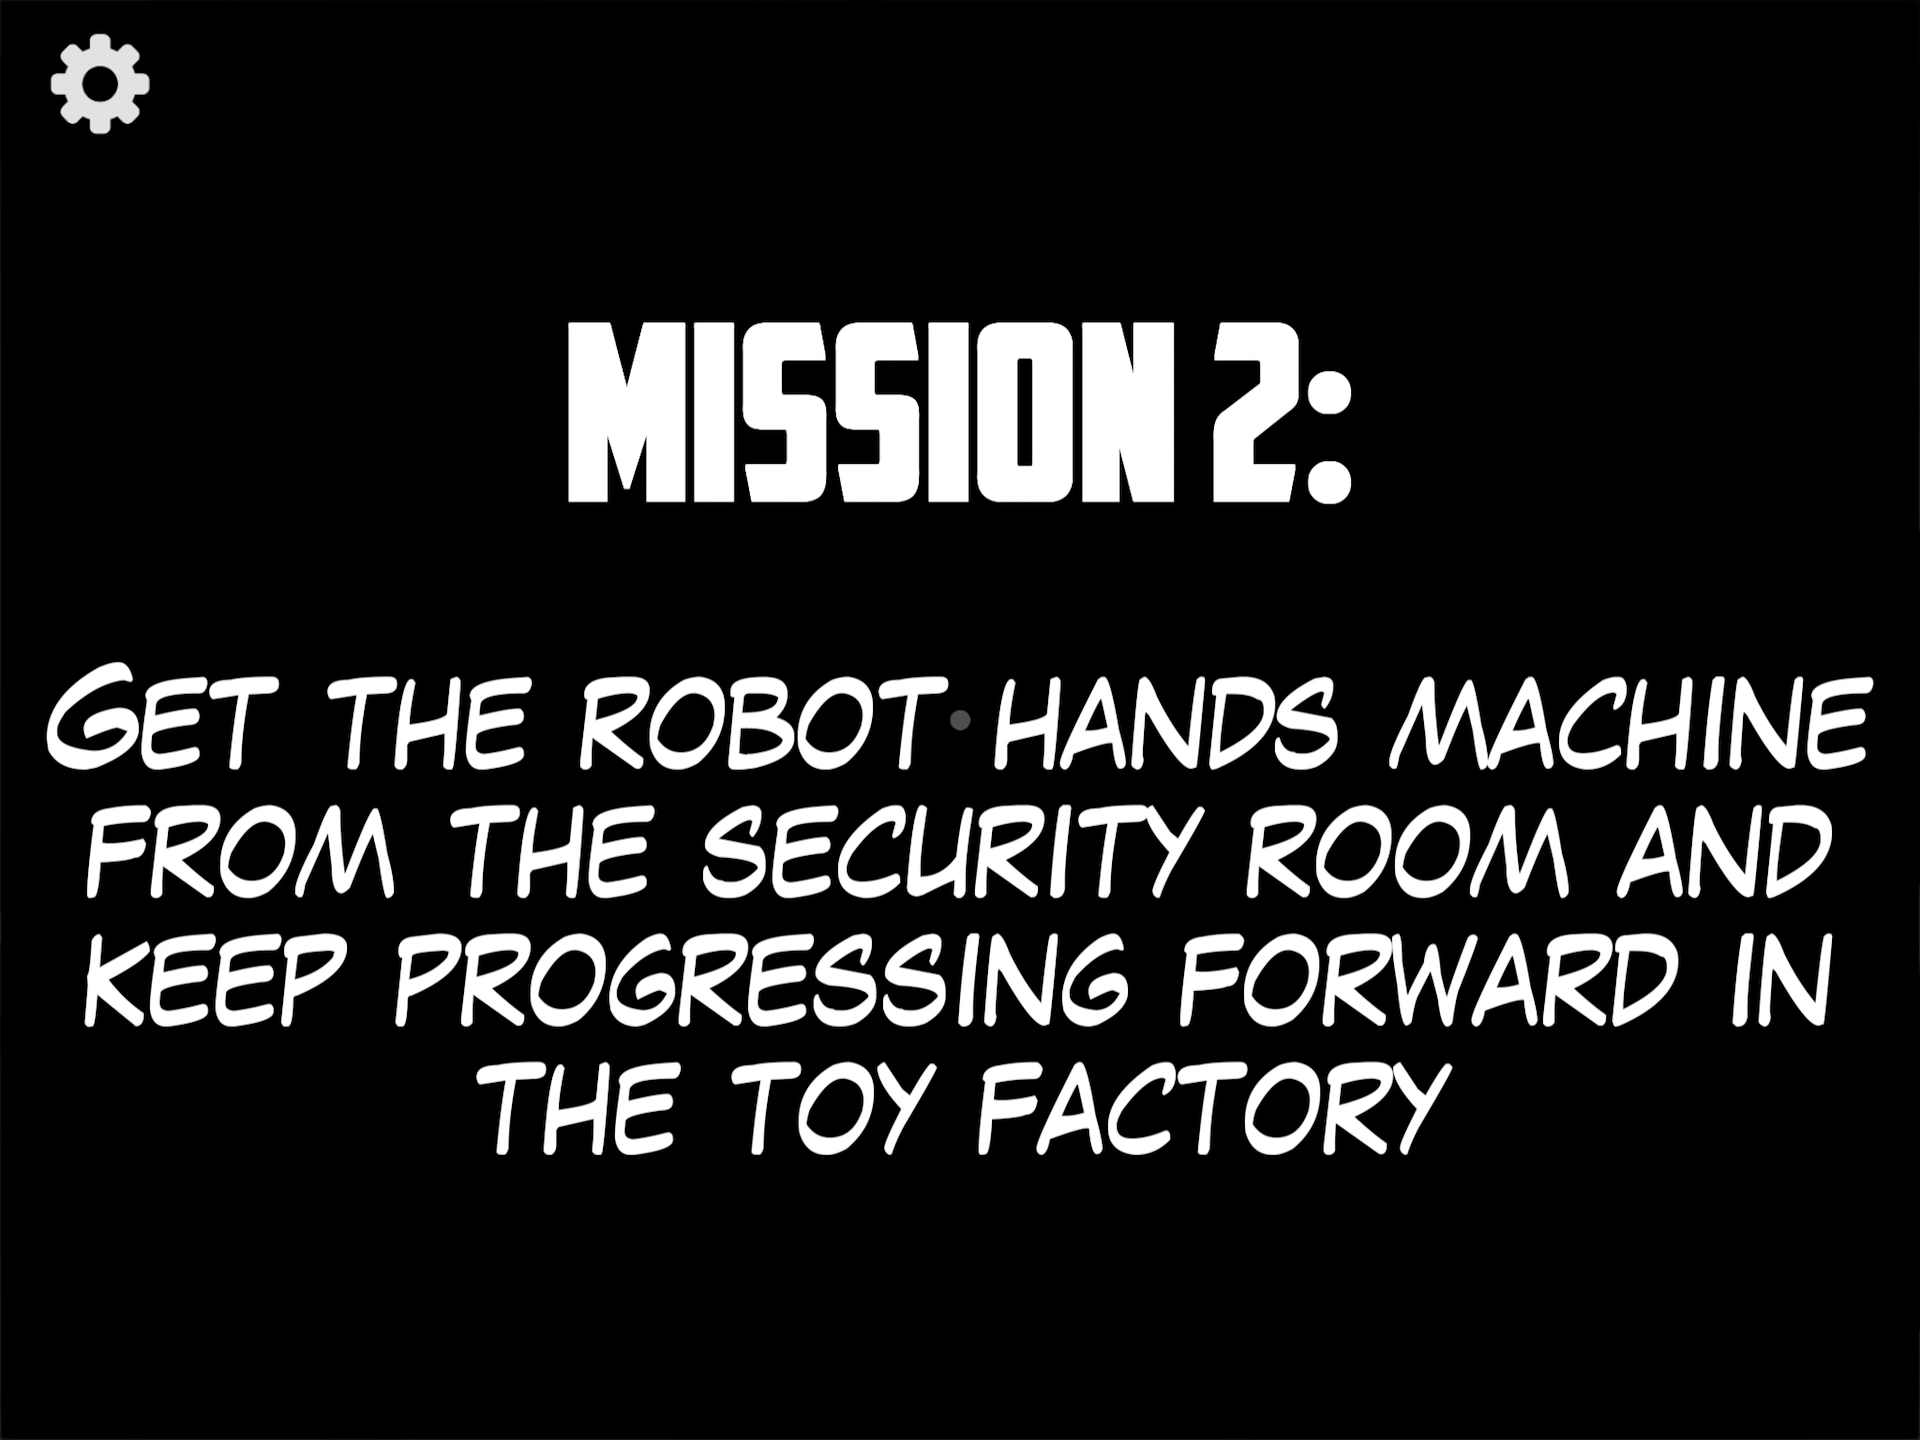 MISSION 2:
GET THE ROBOT HANDS MACHINE
FROM THE SECURITY ROOM AND
KEEP PROGRESSING FORWARD IN
THE TOY FACTORY